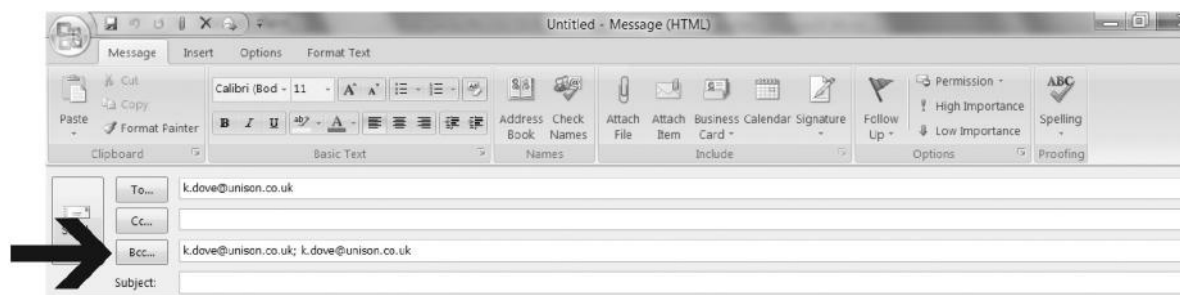 Untitled - Message (HTML)
Message Insert Options Format Text
Paste
Cut
Copy
Format Painter
Clipboard
Calibri (Bod 11 A A
B I U ab A
Basic Text
Address Book
Check Names
Names
Attach File
Attach Item
Business Card
Calendar
Signature
Include
Follow Up
Permission
High Importance
Low Importance
Options
ABC
Spelling
Proofing
To... k.dove@unison.co.uk
Cc...
Bcc... k.dove@unison.co.uk; k.dove@unison.co.uk
Subject: